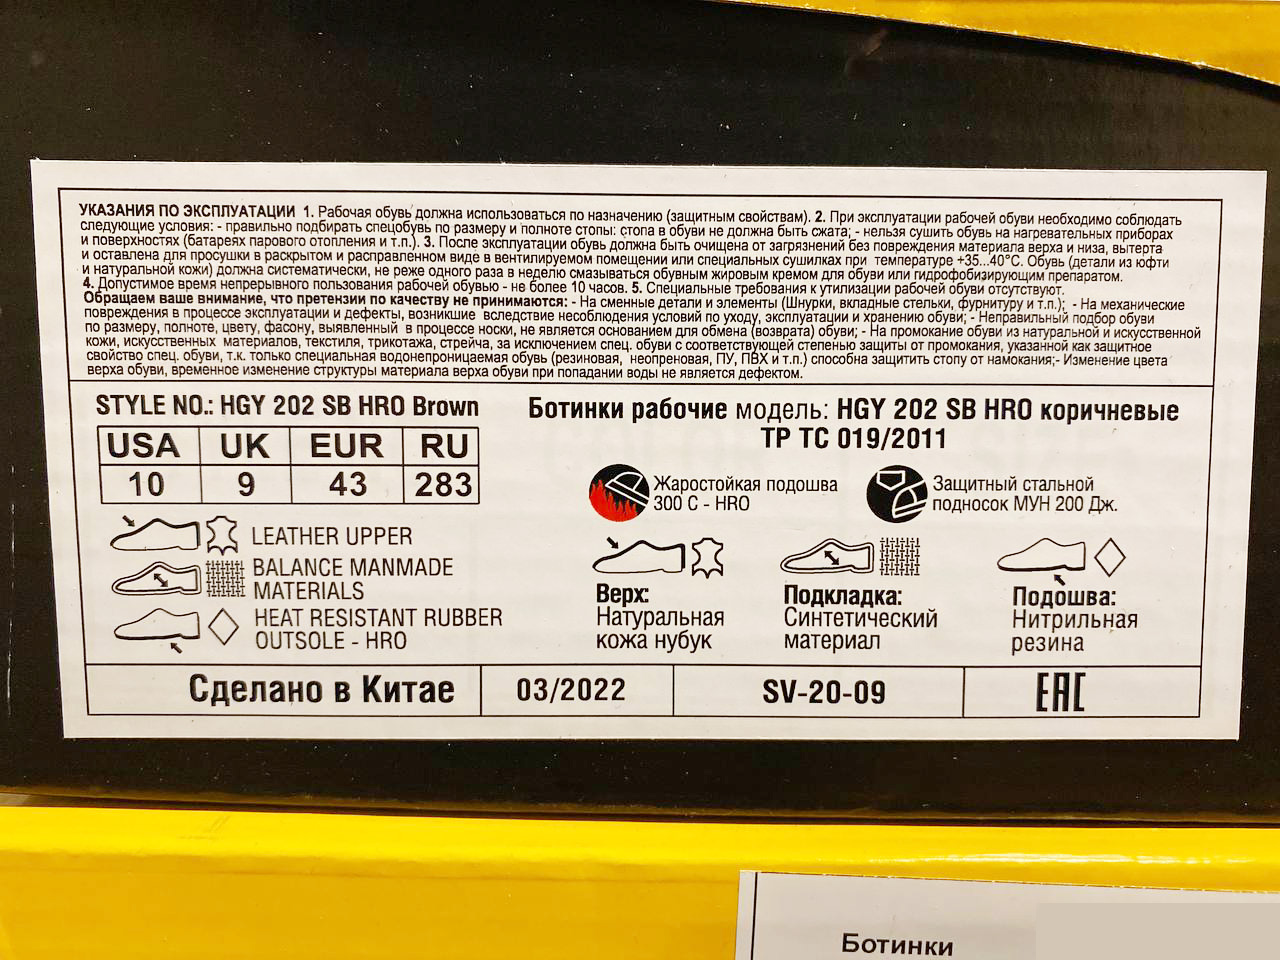 УКАЗАНИЯ ПО ЭКСПЛУАТАЦИИ 1. Рабочая обувь должна использоваться по назначению (защитным свойствам). 2. При эксплуатации рабочей обуви необходимо соблюдать
следующие условия: - правильно подбирать спецобувь по размеру и полноте стопы: стопа в обуви не должна быть сжата; - нельзя сушить обувь на нагревательных приборах
и поверхностях (батареях парового отопления и т.п.). 3. После эксплуатации обувь должна быть очищена от загрязнений без повреждения материала верха и низа, вытерта
и оставлена для просушки в раскрытом и расправленном виде в вентилируемом помещении или специальных сушилках при температуре +35...40°С. Обувь (детали из юфти
и натуральной кожи) должна систематически, не реже одного раза в неделю смазываться обувным жировым кремом для обуви или гидрофобизирующим препаратом.
4. Допустимое время непрерывного пользования рабочей обувью - не более 10 часов. 5. Специальные требования к утилизации рабочей обуви отсутствуют.
Обращаем ваше внимание, что претензии по качеству не принимаются: - На сменные детали и элементы (Шнурки, вкладные стельки, фурнитуру и т.п.); - На механические
повреждения в процессе эксплуатации и дефекты, возникшие вследствие несоблюдения условий по уходу, эксплуатации и хранению обуви; - Неправильный подбор обуви
по размеру, полноте, цвету, фасону, выявленный в процессе носки, не является основанием для обмена (возврата) обуви; - На промокание обуви из натуральной и искусственной
кожи, искусственных материалов, текстиля, трикотажа, стрейча, за исключением спец. обуви с соответствующей степенью защиты от промокания, указанной как защитное
свойство спец. обуви, т.к. только специальная водонепроницаемая обувь (резиновая, неопреновая, ПУ, ПВХ и т.п.) способна защитить стопу от намокания;- Изменение цвета
верха обуви, временное изменение структуры материала верха обуви при попадании воды не является дефектом.
STYLE NO.: HGY 202 SB HRO Brown
USA UK EUR RU
10 9 43 283
LEATHER UPPER
BALANCE MANMADE
MATERIALS
HEAT RESISTANT RUBBER
OUTSOLE - HRO
Ботинки рабочие модель: HGY 202 SB HRO коричневые
ТР ТС 019/2011
Жаростойкая подошва
300 С - HRO
Защитный стальной
подносок МУН 200 Дж.
Верх:
Натуральная
кожа нубук
Подкладка:
Синтетический
материал
Подошва:
Нитрильная
резина
Сделано в Китае 03/2022 SV-20-09 EAC
Ботинки